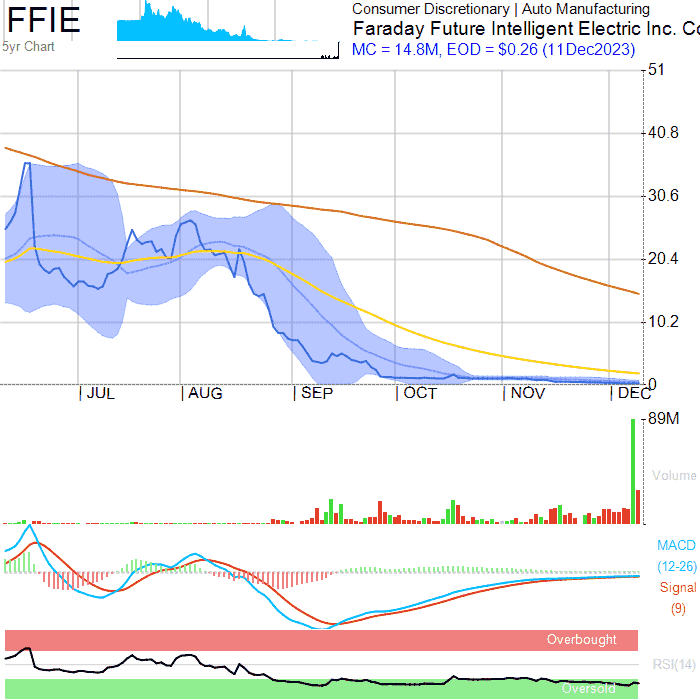 FFIE
5yr Chart
Consumer Discretionary | Auto Manufacturing
Faraday Future Intelligent Electric Inc. Co
MC = 14.8M, EOD = $0.26 (11Dec2023)
51
40.8
30.6
20.4
10.2
0
JUL AUG SEP OCT NOV DEC
89M
Volume
MACD
(12-26)
Signal
(9)
Overbought
RSI(14)
Oversold